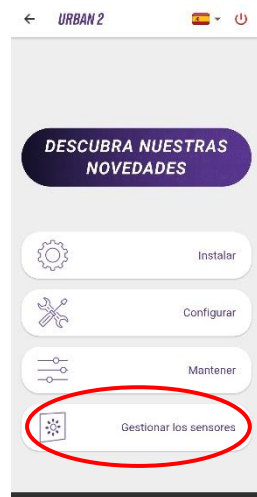 URBAN 2
DESCUBRA NUESTRAS
NOVEDADES
Instalar
Configurar
Mantener
Gestionar los sensores